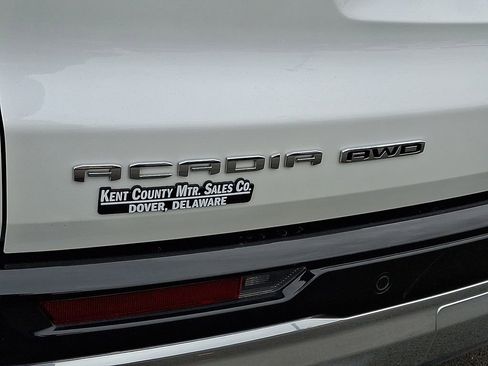 ACADIA AWD
KENT COUNTY MTR. SALES CO.
DOVER, DELAWARE